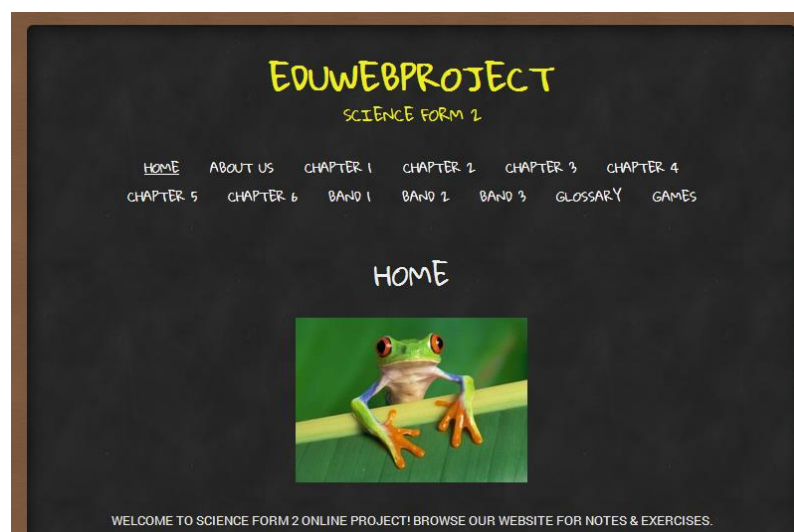 EDUWEBPROJECT
SCIENCE FORM 2
HOME ABOUT US CHAPTER 1 CHAPTER 2 CHAPTER 3 CHAPTER 4
CHAPTER 5 CHAPTER 6 BAND 1 BAND 2 BAND 3 GLOSSARY GAMES
HOME
WELCOME TO SCIENCE FORM 2 ONLINE PROJECT! BROWSE OUR WEBSITE FOR NOTES & EXERCISES.